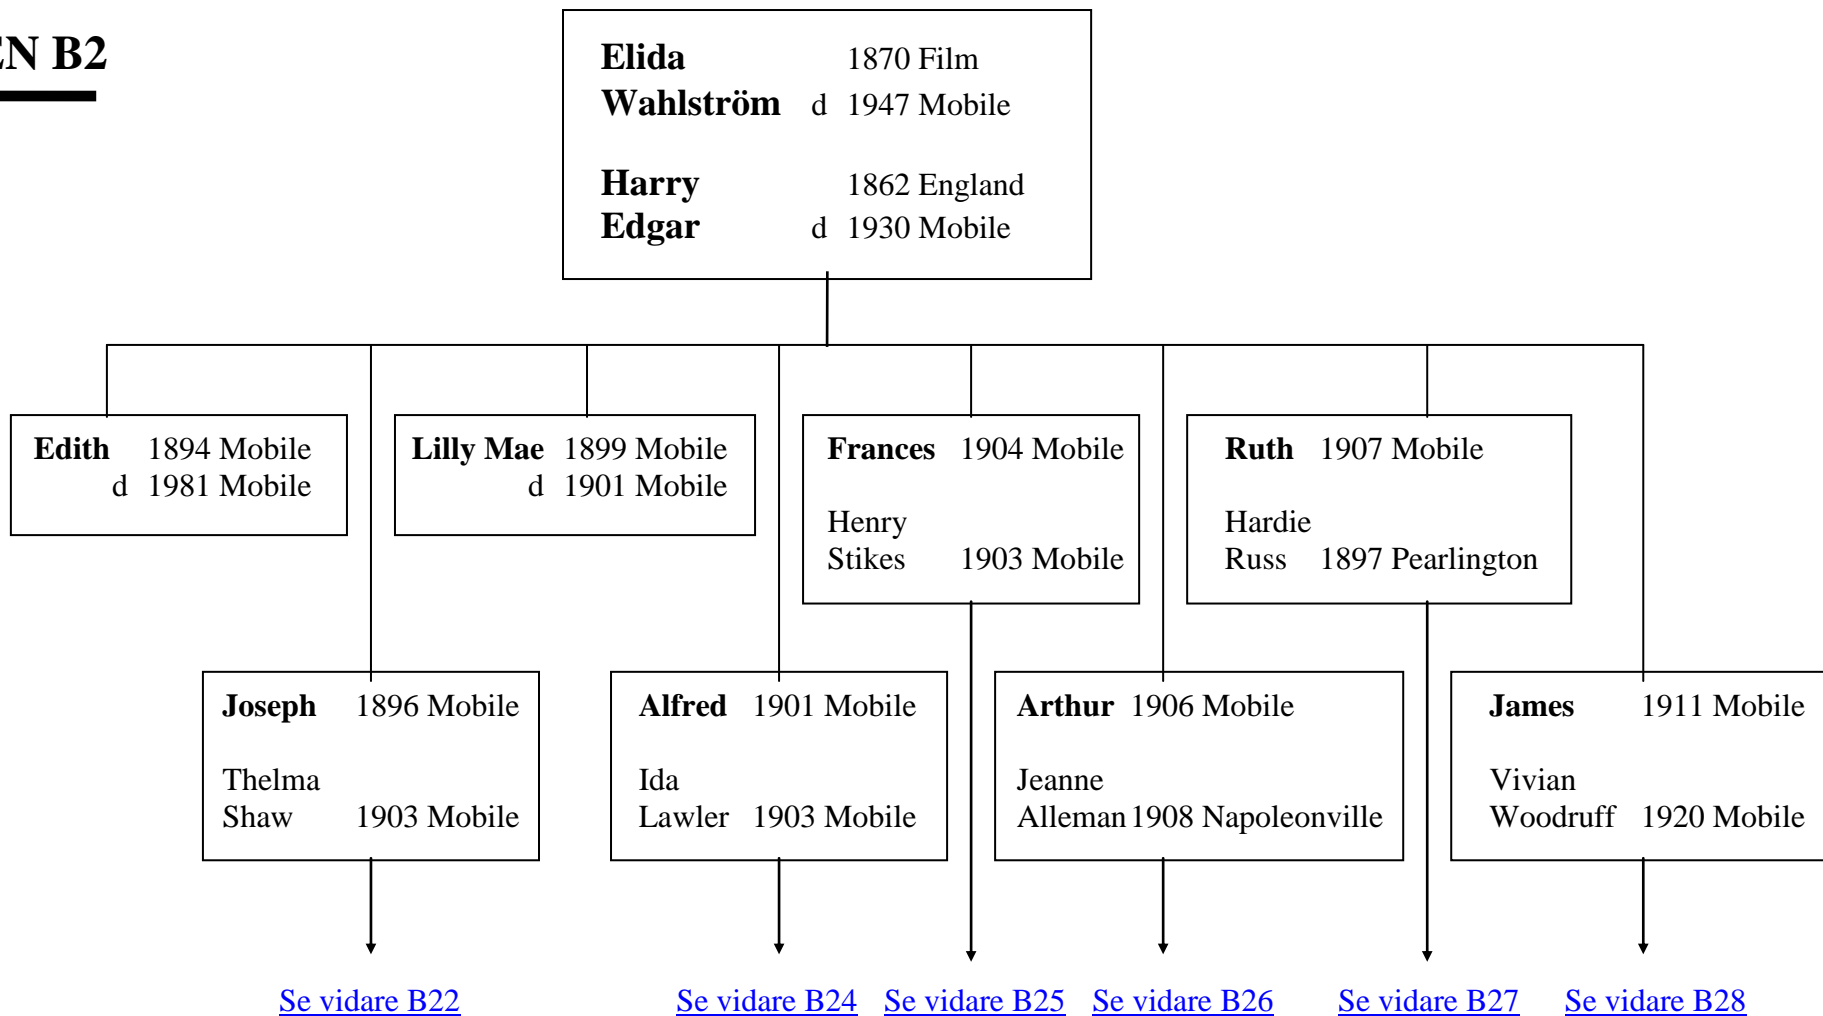 EN B2
Elida 1870 Film
Wahlström d 1947 Mobile
Harry 1862 England
Edgar d 1930 Mobile
Edith 1894 Mobile
d 1981 Mobile
Lilly Mae 1899 Mobile
d 1901 Mobile
Frances 1904 Mobile
Henry
Stikes 1903 Mobile
Ruth 1907 Mobile
Hardie
Russ 1897 Pearlington
Joseph 1896 Mobile
Thelma
Shaw 1903 Mobile
Alfred 1901 Mobile
Ida
Lawler 1903 Mobile
Arthur 1906 Mobile
Jeanne
Alleman 1908 Napoleonville
James 1911 Mobile
Vivian
Woodruff 1920 Mobile
Se vidare B22
Se vidare B24
Se vidare B25
Se vidare B26
Se vidare B27
Se vidare B28